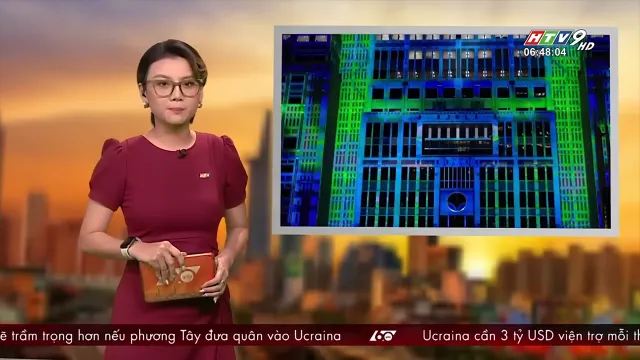 HTV9 HD
06:48:04
ẽ trầm trọng hơn nếu phương Tây đưa quân vào Ucraina
60
Ucraina cần 3 tỷ USD viện trợ mỗi th